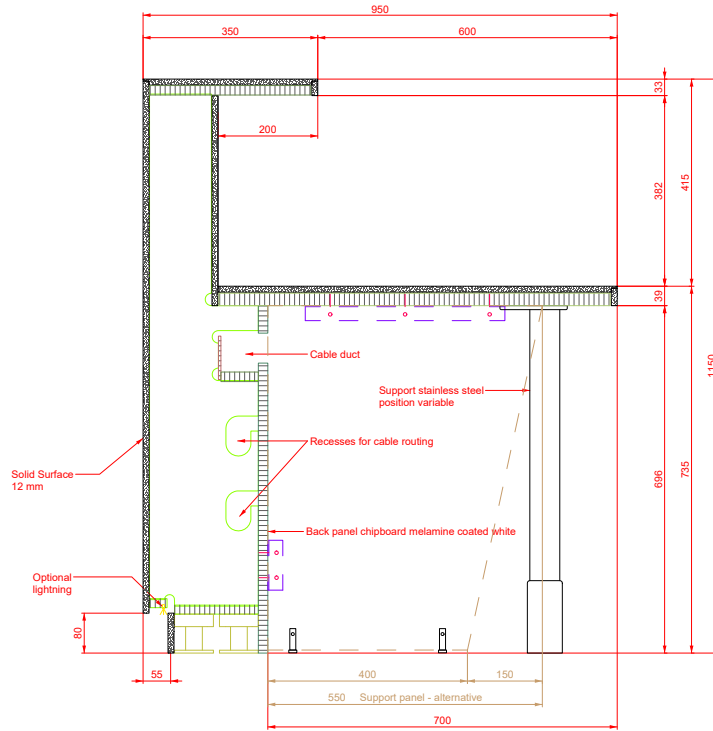 950
350
600
33
200
382
415
39
Cable duct
Support stainless steel
position variable
1150
Recesses for cable routing
Solid Surface
12 mm
696
735
Back panel chipboard melamine coated white
Optional
lightning
80
55
400
150
550 Support panel - alternative
700